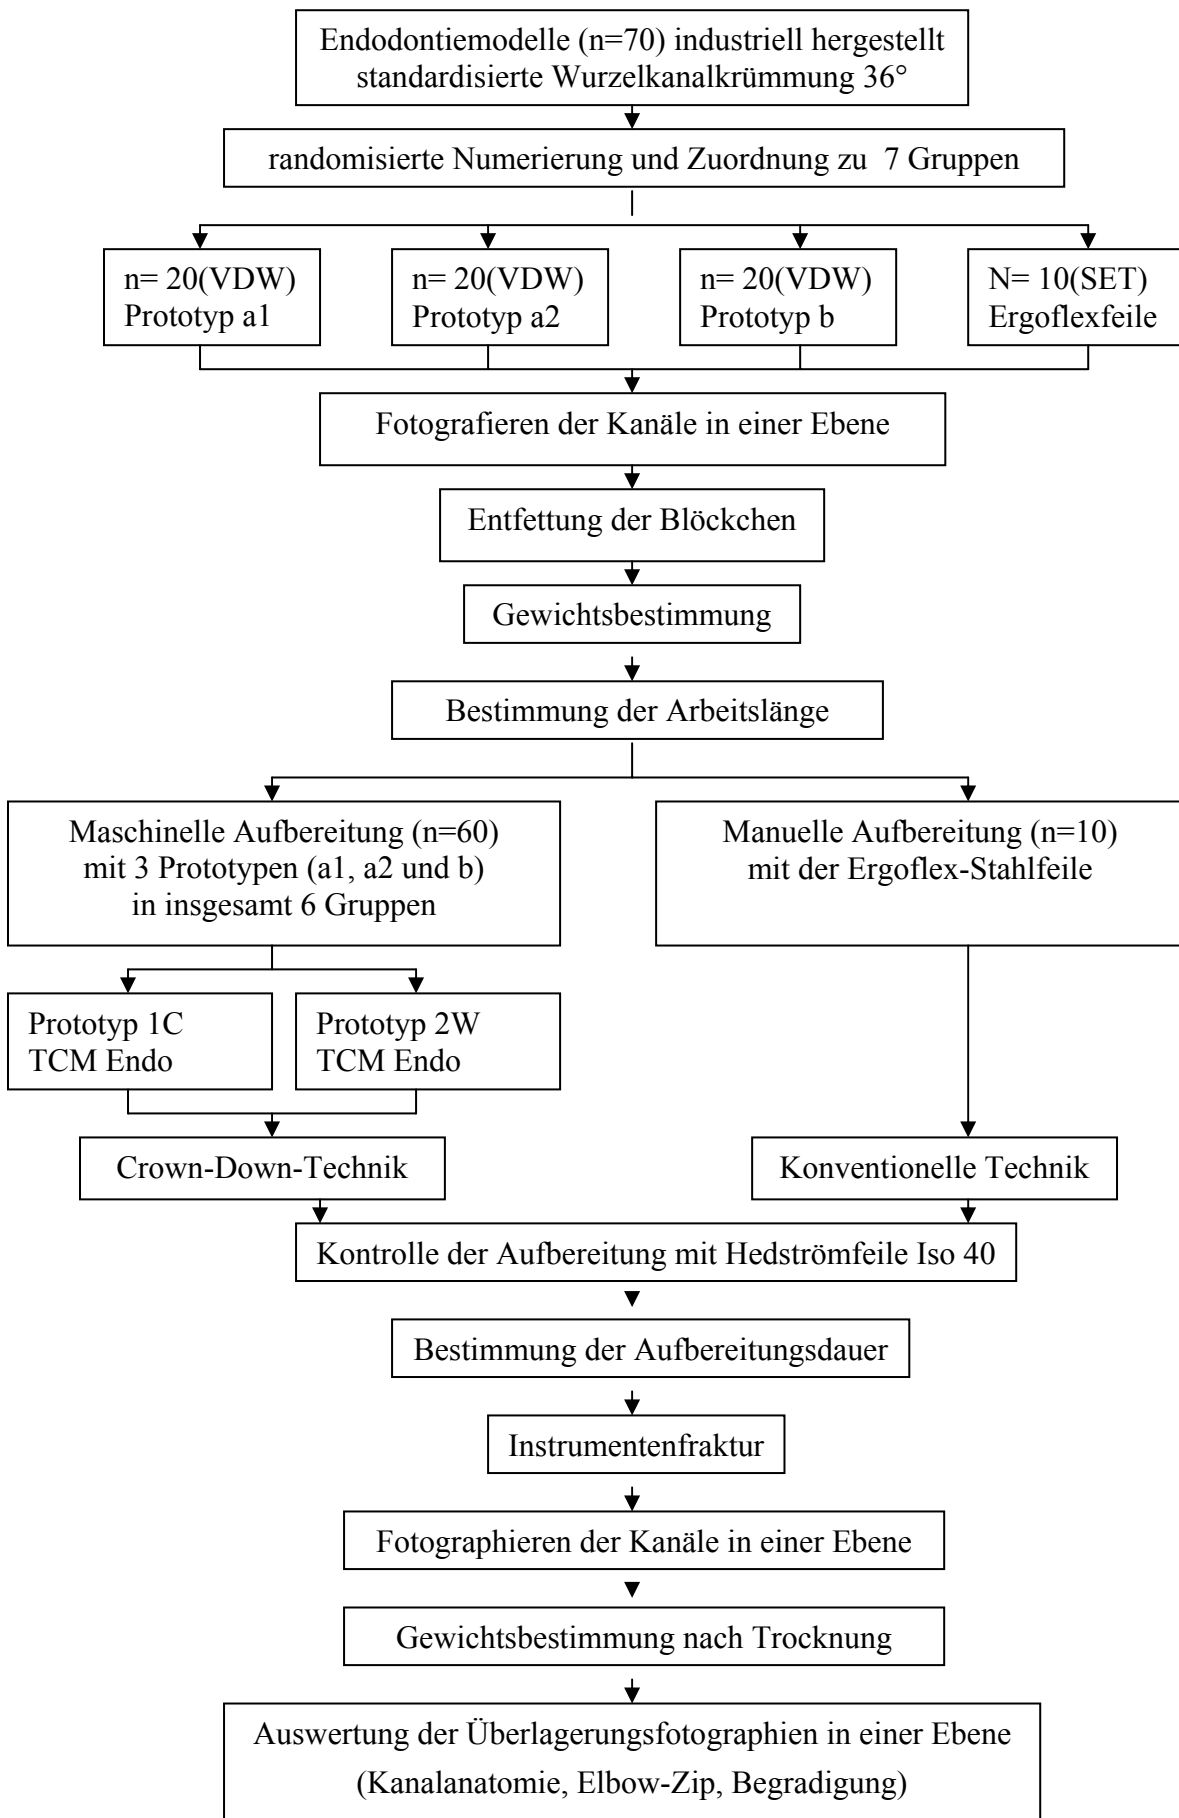 Endodontiemodelle (n=70) industriell hergestellt
standardisierte Wurzelkanalkrümmung 36°
randomisierte Numerierung und Zuordnung zu  7 Gruppen
n= 20(VDW)
Prototyp a1
n= 20(VDW)
Prototyp a2
n= 20(VDW)
Prototyp b
N= 10(SET)
Ergoflexfeile
Fotografieren der Kanäle in einer Ebene
Entfettung der Blöckchen
Gewichtsbestimmung
Bestimmung der Arbeitslänge
Maschinelle Aufbereitung (n=60)
mit 3 Prototypen (a1, a2 und b)
in insgesamt 6 Gruppen
Manuelle Aufbereitung (n=10)
mit der Ergoflex-Stahlfeile
Prototyp 1C
TCM Endo
Prototyp 2W
TCM Endo
Crown-Down-Technik
Konventionelle Technik
Kontrolle der Aufbereitung mit Hedströmfeile Iso 40
Bestimmung der Aufbereitungsdauer
Instrumentenfraktur
Fotographieren der Kanäle in einer Ebene
Gewichtsbestimmung nach Trocknung
Auswertung der Überlagerungsfotographien in einer Ebene
(Kanalanatomie, Elbow-Zip, Begradigung)